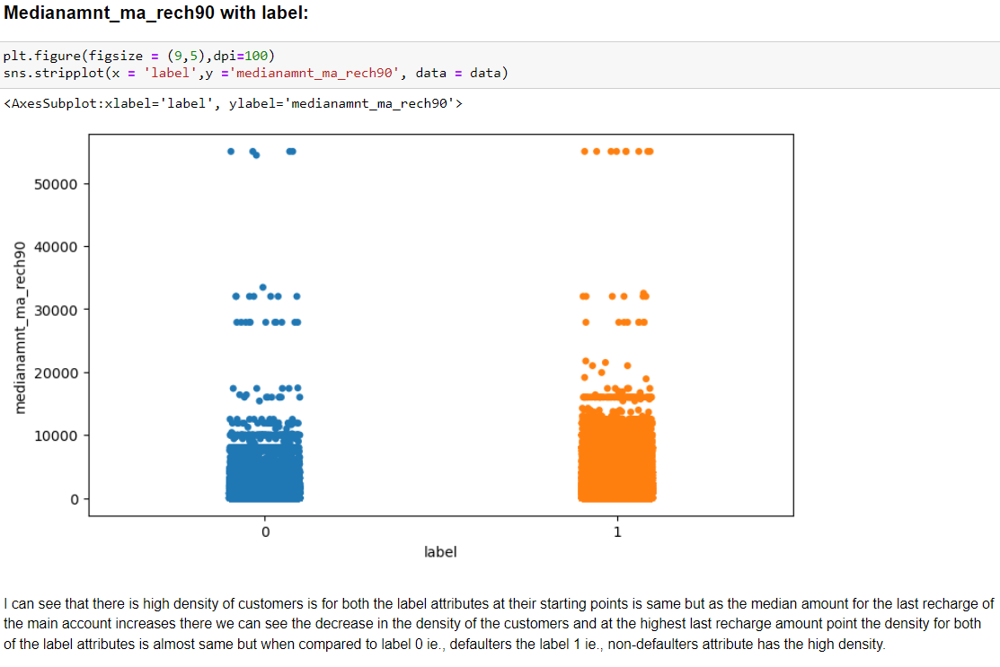 Medianamnt_ma_rech90 with label:
plt.figure(figsize = (9,5),dpi=100)
sns.stripplot(x = 'label',y ='medianamnt_ma_rech90', data = data)
<AxesSubplot:xlabel='label', ylabel='medianamnt_ma_rech90'>
50000
40000
30000
20000
10000
0
medianamnt_ma_rech90
0 1
label
I can see that there is high density of customers is for both the label attributes at their starting points is same but as the median amount for the last recharge of
the main account increases there we can see the decrease in the density of the customers and at the highest last recharge amount point the density for both
of the label attributes is almost same but when compared to label 0 ie., defaulters the label 1 ie., non-defaulters attribute has the high density.